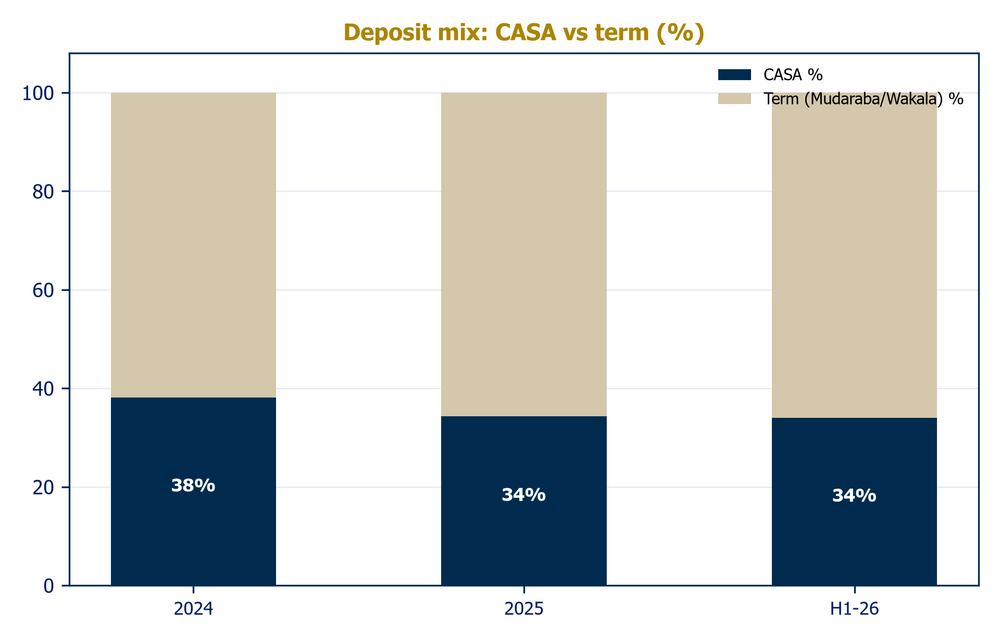 Deposit mix: CASA vs term (%)
CASA %
Term (Mudaraba/Wakala) %
100
80
60
40
20
0
38%
34%
34%
2024
2025
H1-26